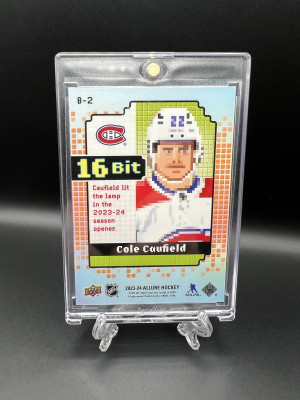 B-2
22
16 Bit
Caufield lit
the lamp
in the
2023-24
season
opener.
Cole Caufield
2023-24 ALLURE HOCKEY